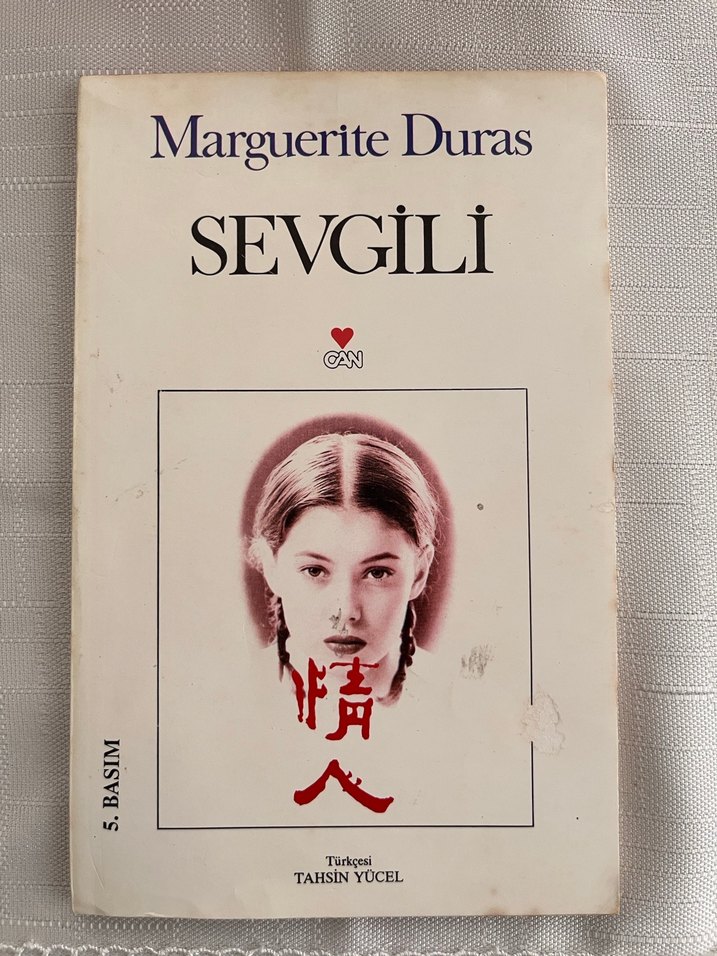 Marguerite Duras
SEVGİLİ
CAN
情
人
5. BASIM
Türkçesi
TAHSİN YÜCEL